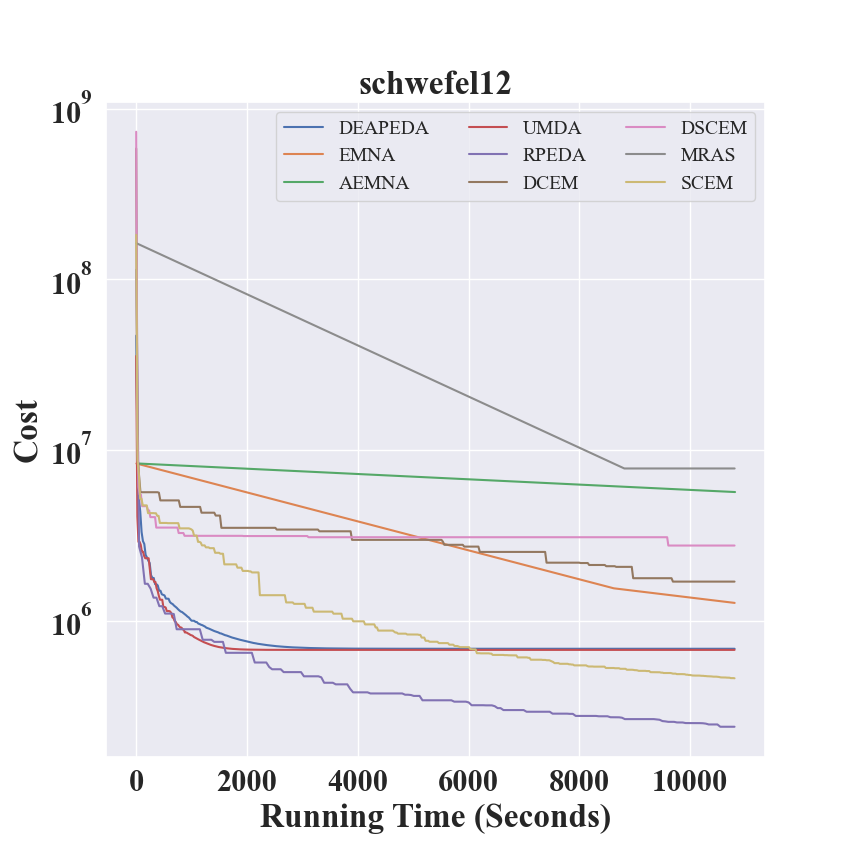 schwefel12
10^9
10^8
10^7
10^6
Cost
DEAPEDA UMDA DSCEM
EMNA RPEDA MRAS
AEMNA DCEM SCEM
0 2000 4000 6000 8000 10000
Running Time (Seconds)